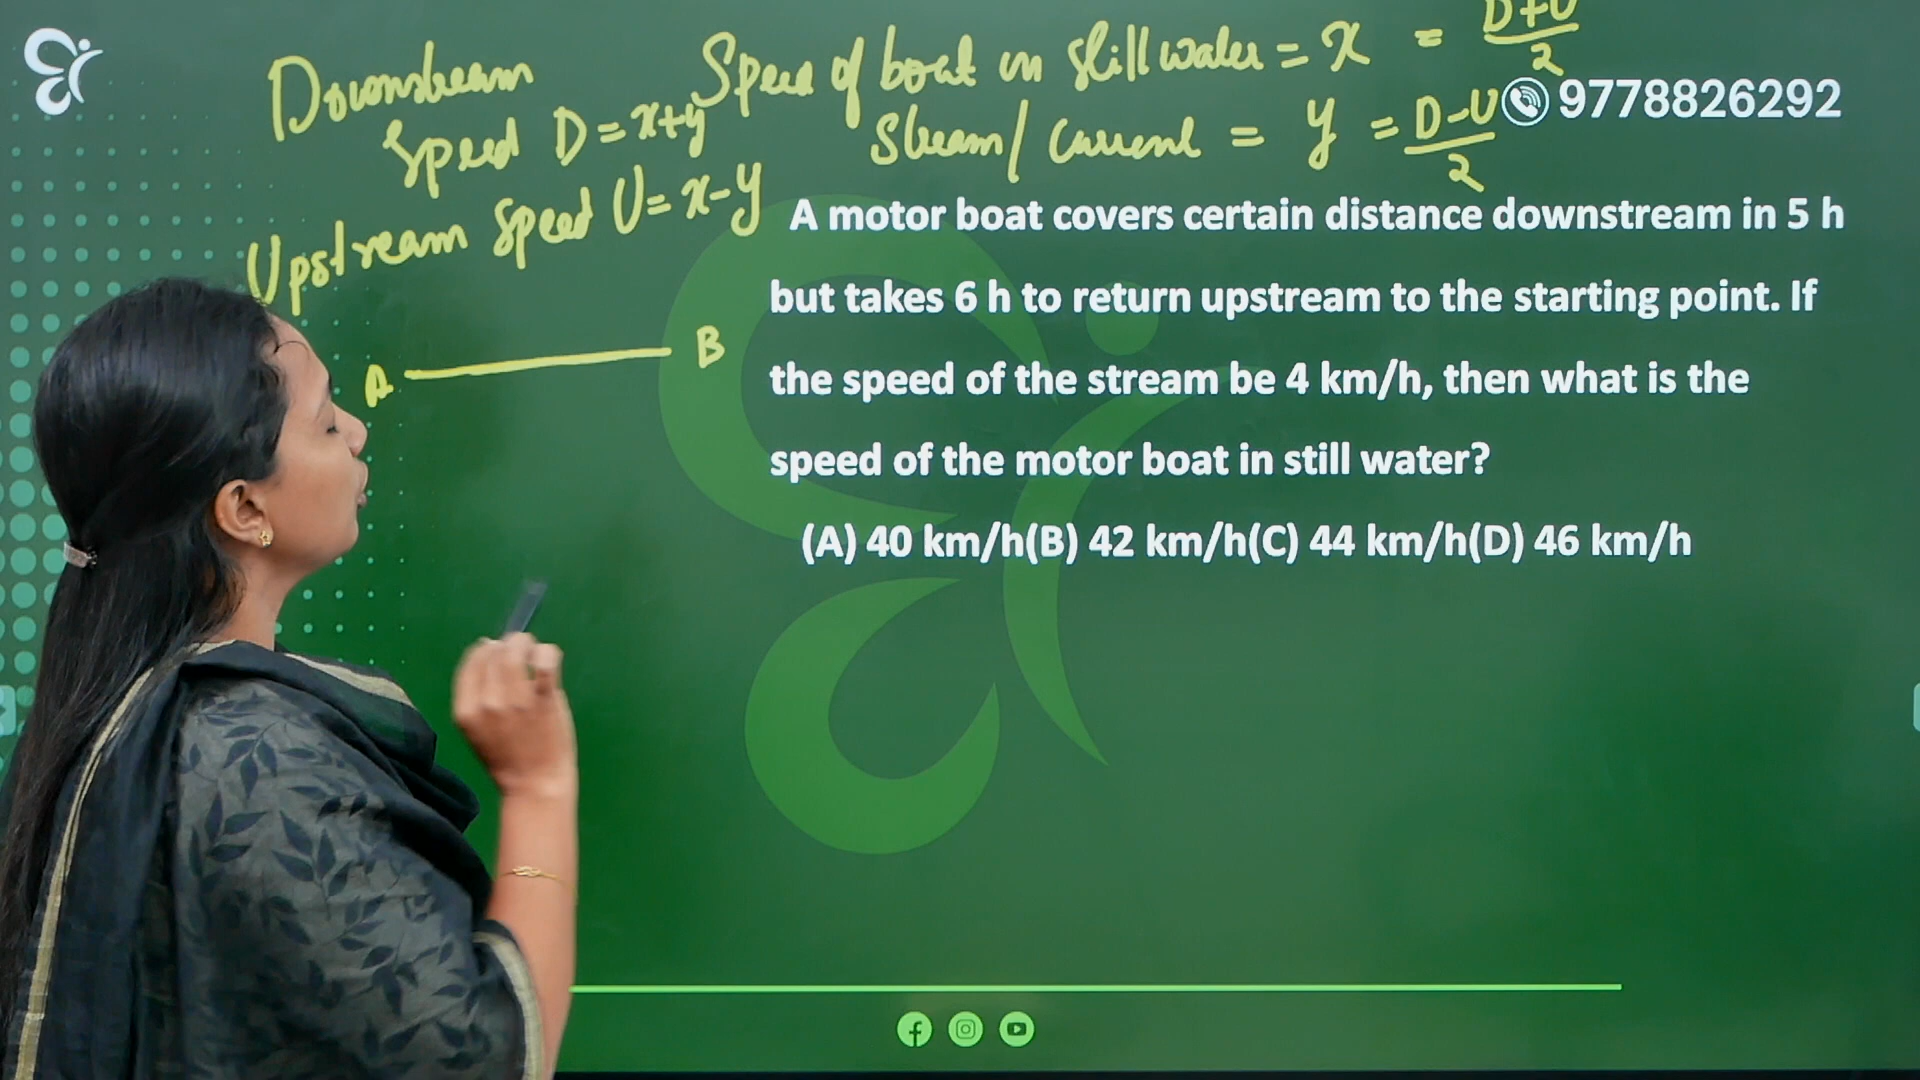 Downstream
Speed D = x+y
Upstream Speed U = x-y
Speed of boat in still water = x = D+U/2
Stream/ Current = y = D-U/2
9778826292
A B
A motor boat covers certain distance downstream in 5 h
but takes 6 h to return upstream to the starting point. If
the speed of the stream be 4 km/h, then what is the
speed of the motor boat in still water?
(A) 40 km/h(B) 42 km/h(C) 44 km/h(D) 46 km/h